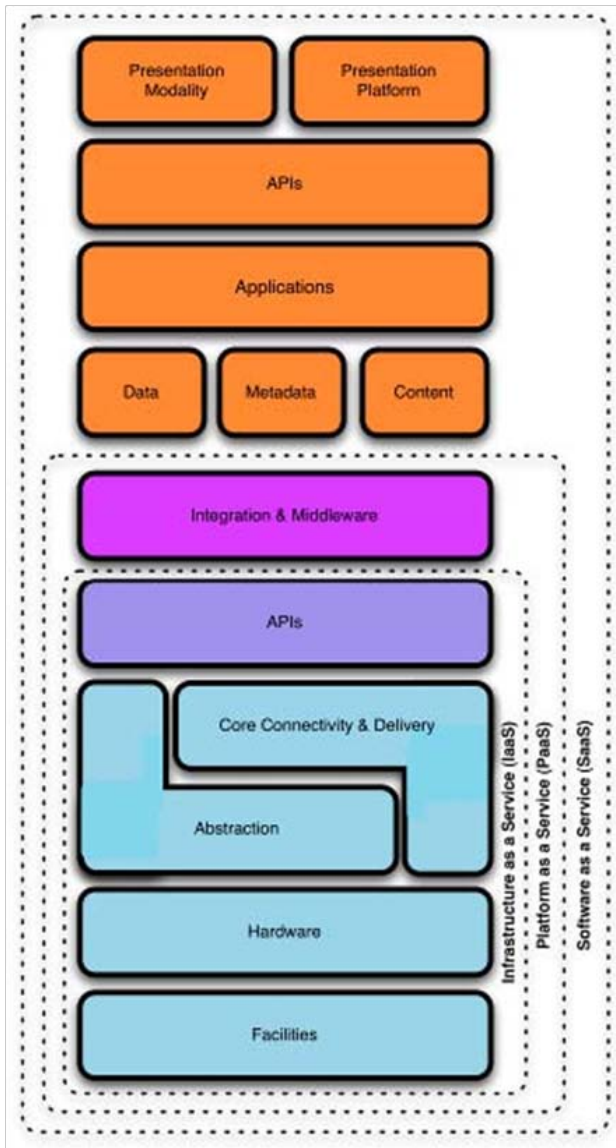 Presentation
Modality
Presentation
Platform
APIs
Applications
Data
Metadata
Content
Integration & Middleware
APIs
Core Connectivity & Delivery
Abstraction
Hardware
Facilities
Infrastructure as a Service (IaaS)
Platform as a Service (PaaS)
Software as a Service (SaaS)